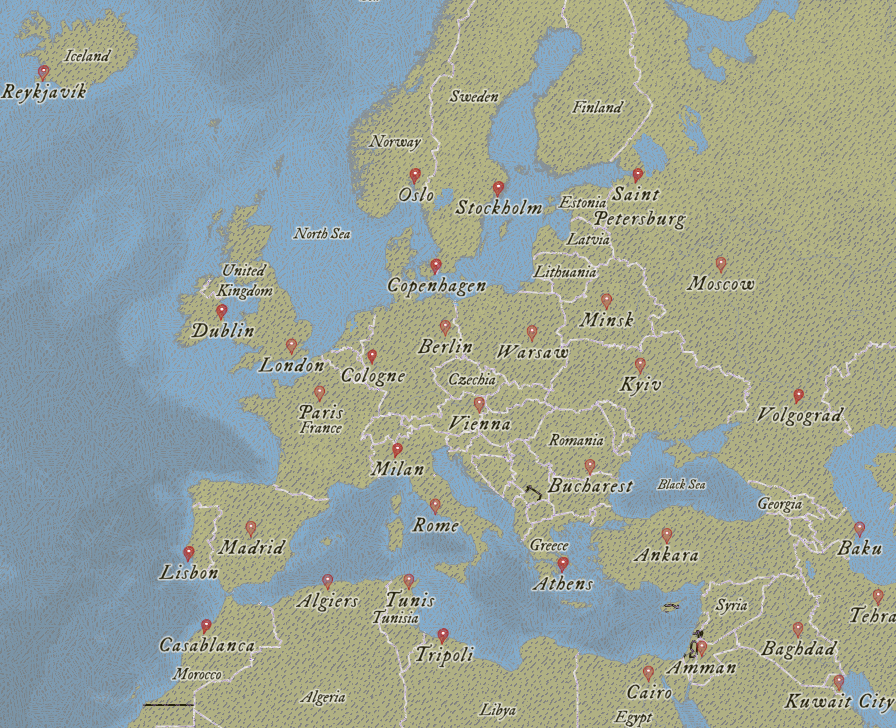 Iceland
Reykjavík
Sweden
Finland
Norway
Oslo
Stockholm
Estonia
Saint
Petersburg
North Sea
Latvia
Lithuania
Moscow
United
Kingdom
Copenhagen
Dublin
Minsk
Berlin
Warsaw
London
Cologne
Czechia
Kyiv
Paris
France
Vienna
Volgograd
Romania
Milan
Bucharest
Black Sea
Georgia
Rome
Madrid
Greece
Ankara
Baku
Lisbon
Athens
Algiers
Tunis
Tunisia
Syria
Tehra
Casablanca
Tripoli
Baghdad
Amman
Morocco
Algeria
Libya
Cairo
Egypt
Kuwait City